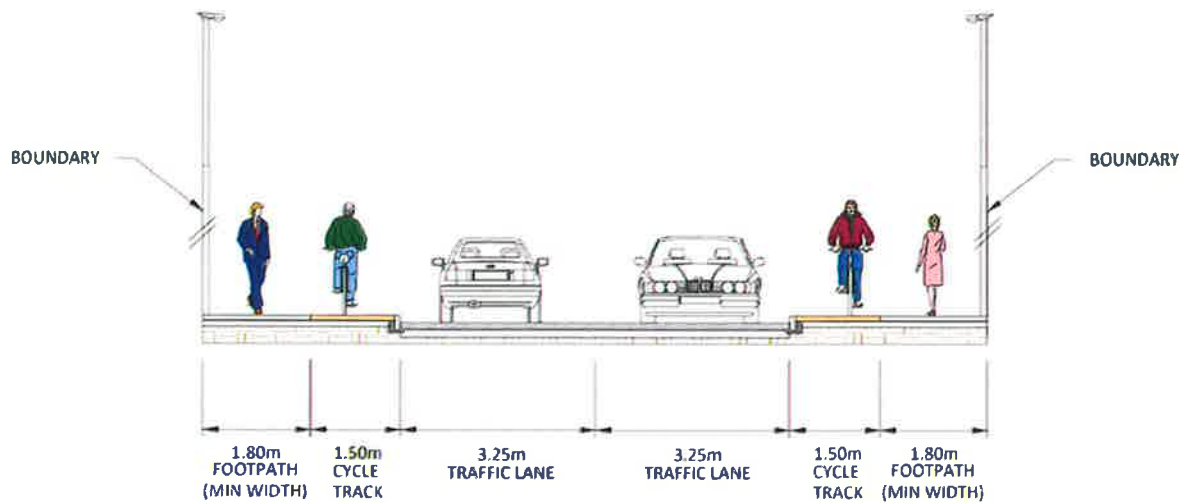 BOUNDARY
BOUNDARY
1.80m
FOOTPATH
(MIN WIDTH)
1.50m
CYCLE
TRACK
3.25m
TRAFFIC LANE
3.25m
TRAFFIC LANE
1.50m
CYCLE
TRACK
1.80m
FOOTPATH
(MIN WIDTH)